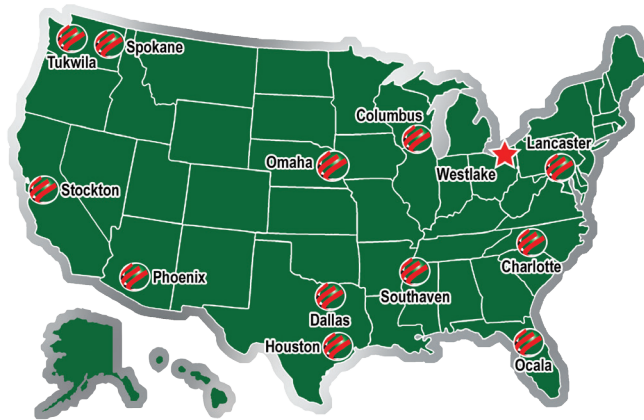 Tukwila
Spokane
Columbus
Lancaster
Omaha
Westlake
Stockton
Charlotte
Phoenix
Southaven
Dallas
Houston
Ocala